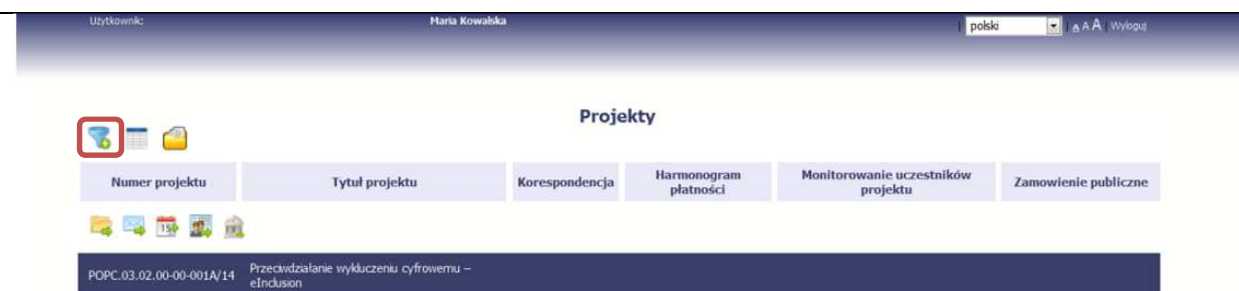 Użytkownik: Maria Kowalska | polski | A A A | Wyloguj
Projekty
Numer projektu Tytuł projektu Korespondencja Harmonogram płatności Monitorowanie uczestników projektu Zamowienie publiczne
15
POPC.03.02.00-00-001A/14 Przeciwdziałanie wykluczeniu cyfrowemu –
eInclusion